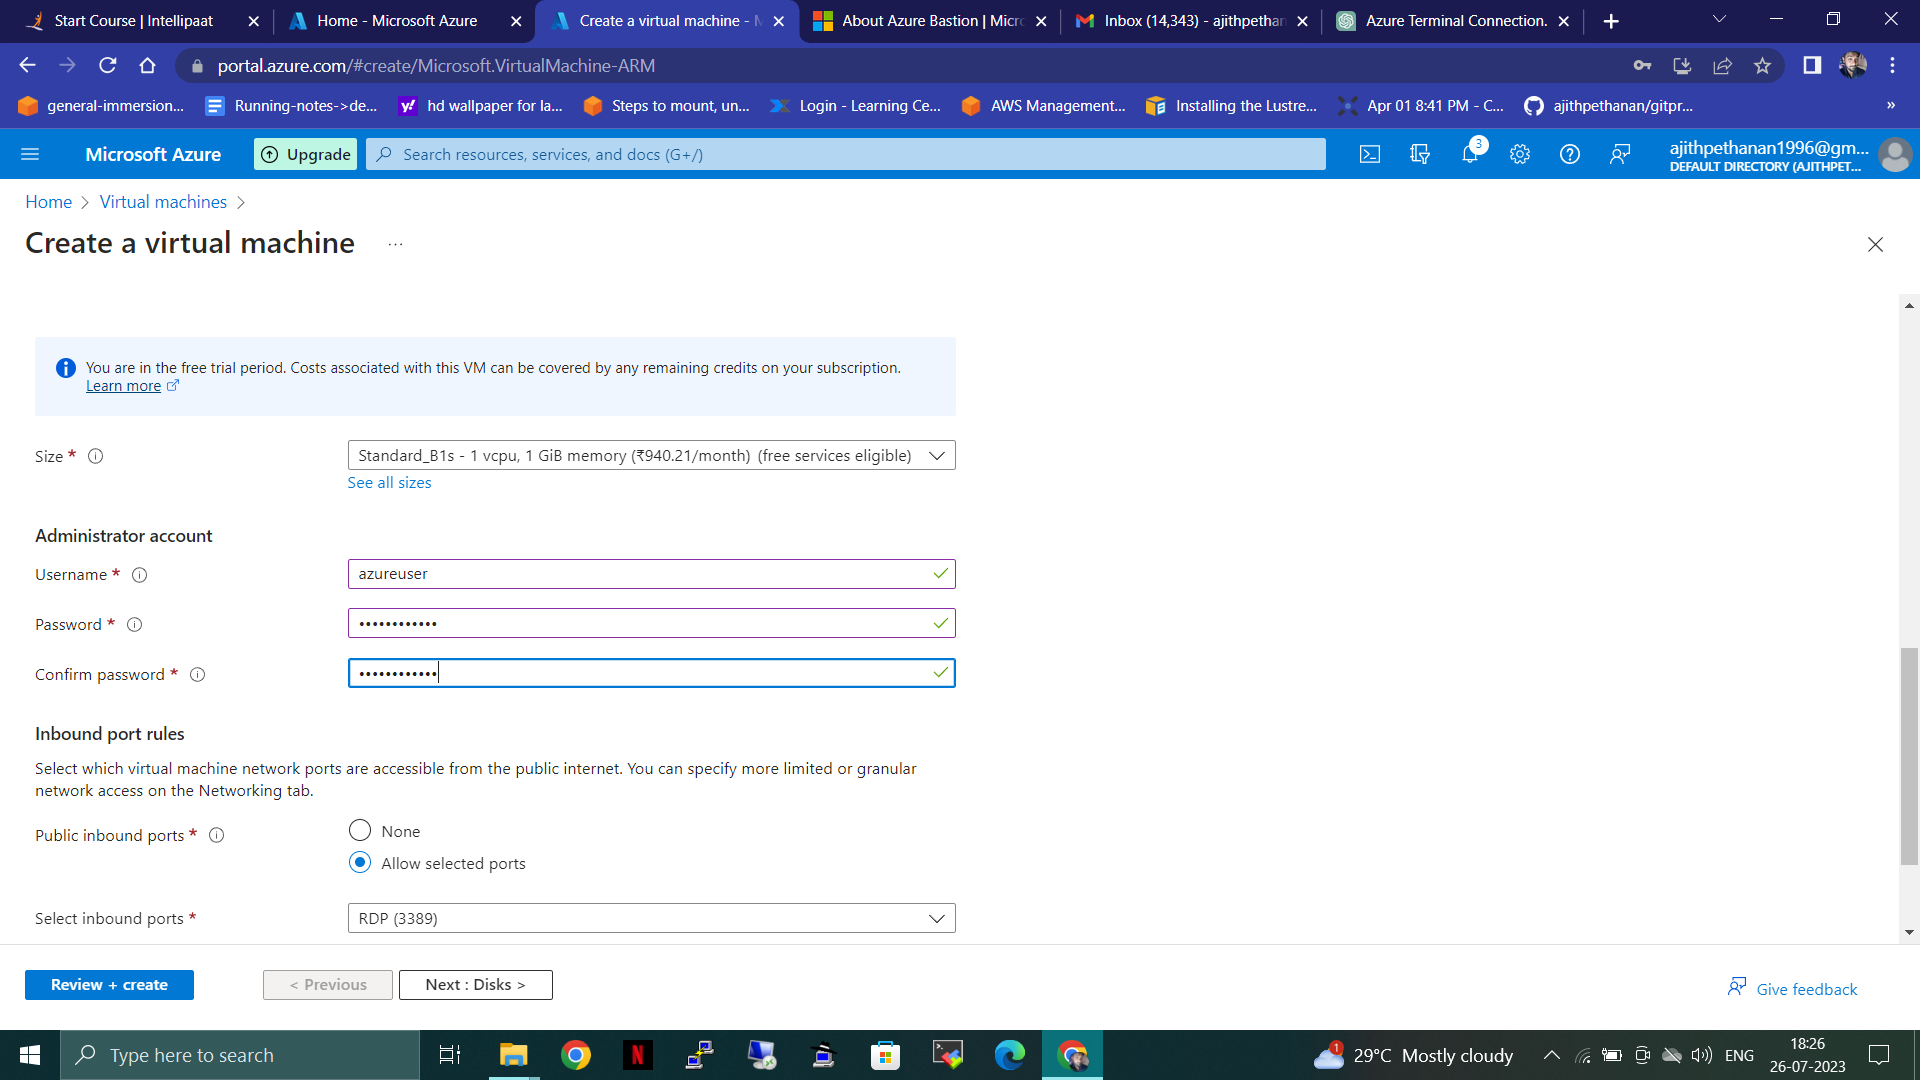 Start Course | Intellipaat
Home - Microsoft Azure
Create a virtual machine - M
About Azure Bastion | Micr
Inbox (14,343) - ajithpethan
Azure Terminal Connection.
portal.azure.com/#create/Microsoft.VirtualMachine-ARM
general-immersion...
Running-notes->de...
hd wallpaper for la...
Steps to mount, un...
Login - Learning Ce...
AWS Management...
Installing the Lustre...
Apr 01 8:41 PM - C...
ajithpethanan/gitpr...
»
Microsoft Azure
Upgrade
Search resources, services, and docs (G+/)
3
ajithpethanan1996@gm...
DEFAULT DIRECTORY (AJITHPET...
Home > Virtual machines >
Create a virtual machine ...
You are in the free trial period. Costs associated with this VM can be covered by any remaining credits on your subscription.
Learn more
Size *
Standard_B1s - 1 vcpu, 1 GiB memory (₹940.21/month) (free services eligible)
See all sizes
Administrator account
Username *
azureuser
Password *
••••••••••••
Confirm password *
••••••••••••
Inbound port rules
Select which virtual machine network ports are accessible from the public internet. You can specify more limited or granular
network access on the Networking tab.
Public inbound ports *
None
Allow selected ports
Select inbound ports *
RDP (3389)
Review + create
< Previous
Next : Disks >
Give feedback
Type here to search
1
29°C Mostly cloudy
ENG
18:26
26-07-2023